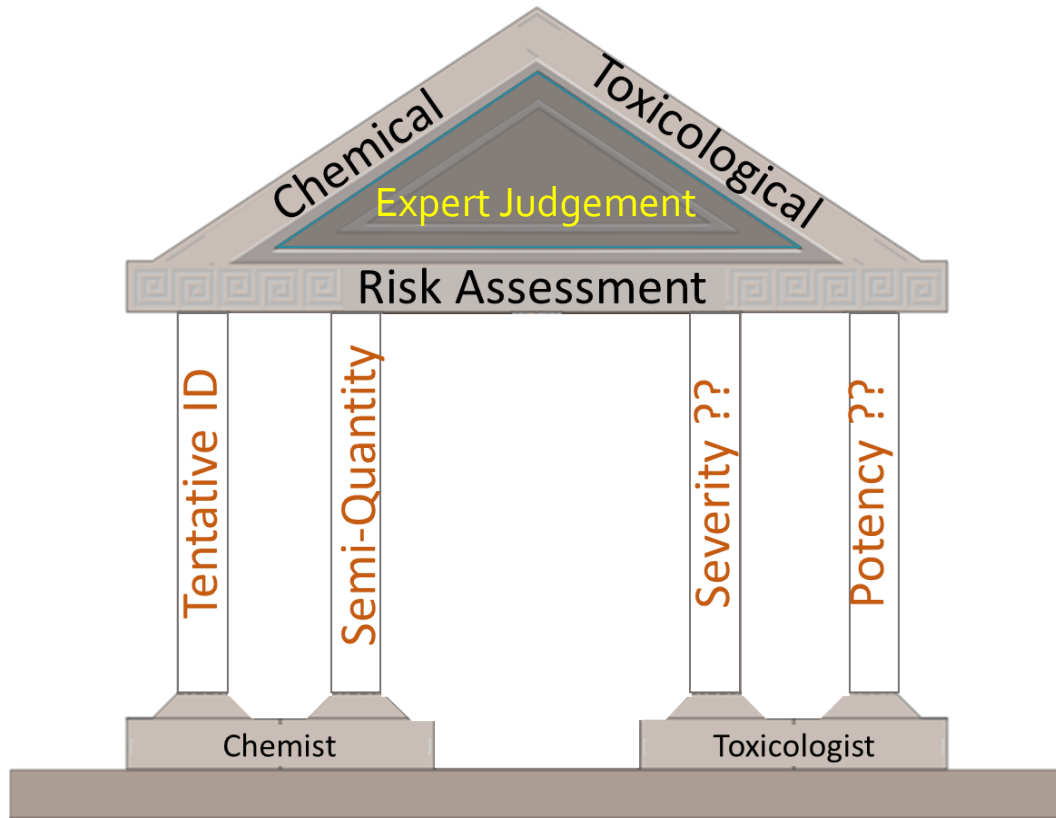 Chemical
Toxicological
Expert Judgement
Risk Assessment
Tentative ID
Semi-Quantity
Severity ??
Potency ??
Chemist
Toxicologist